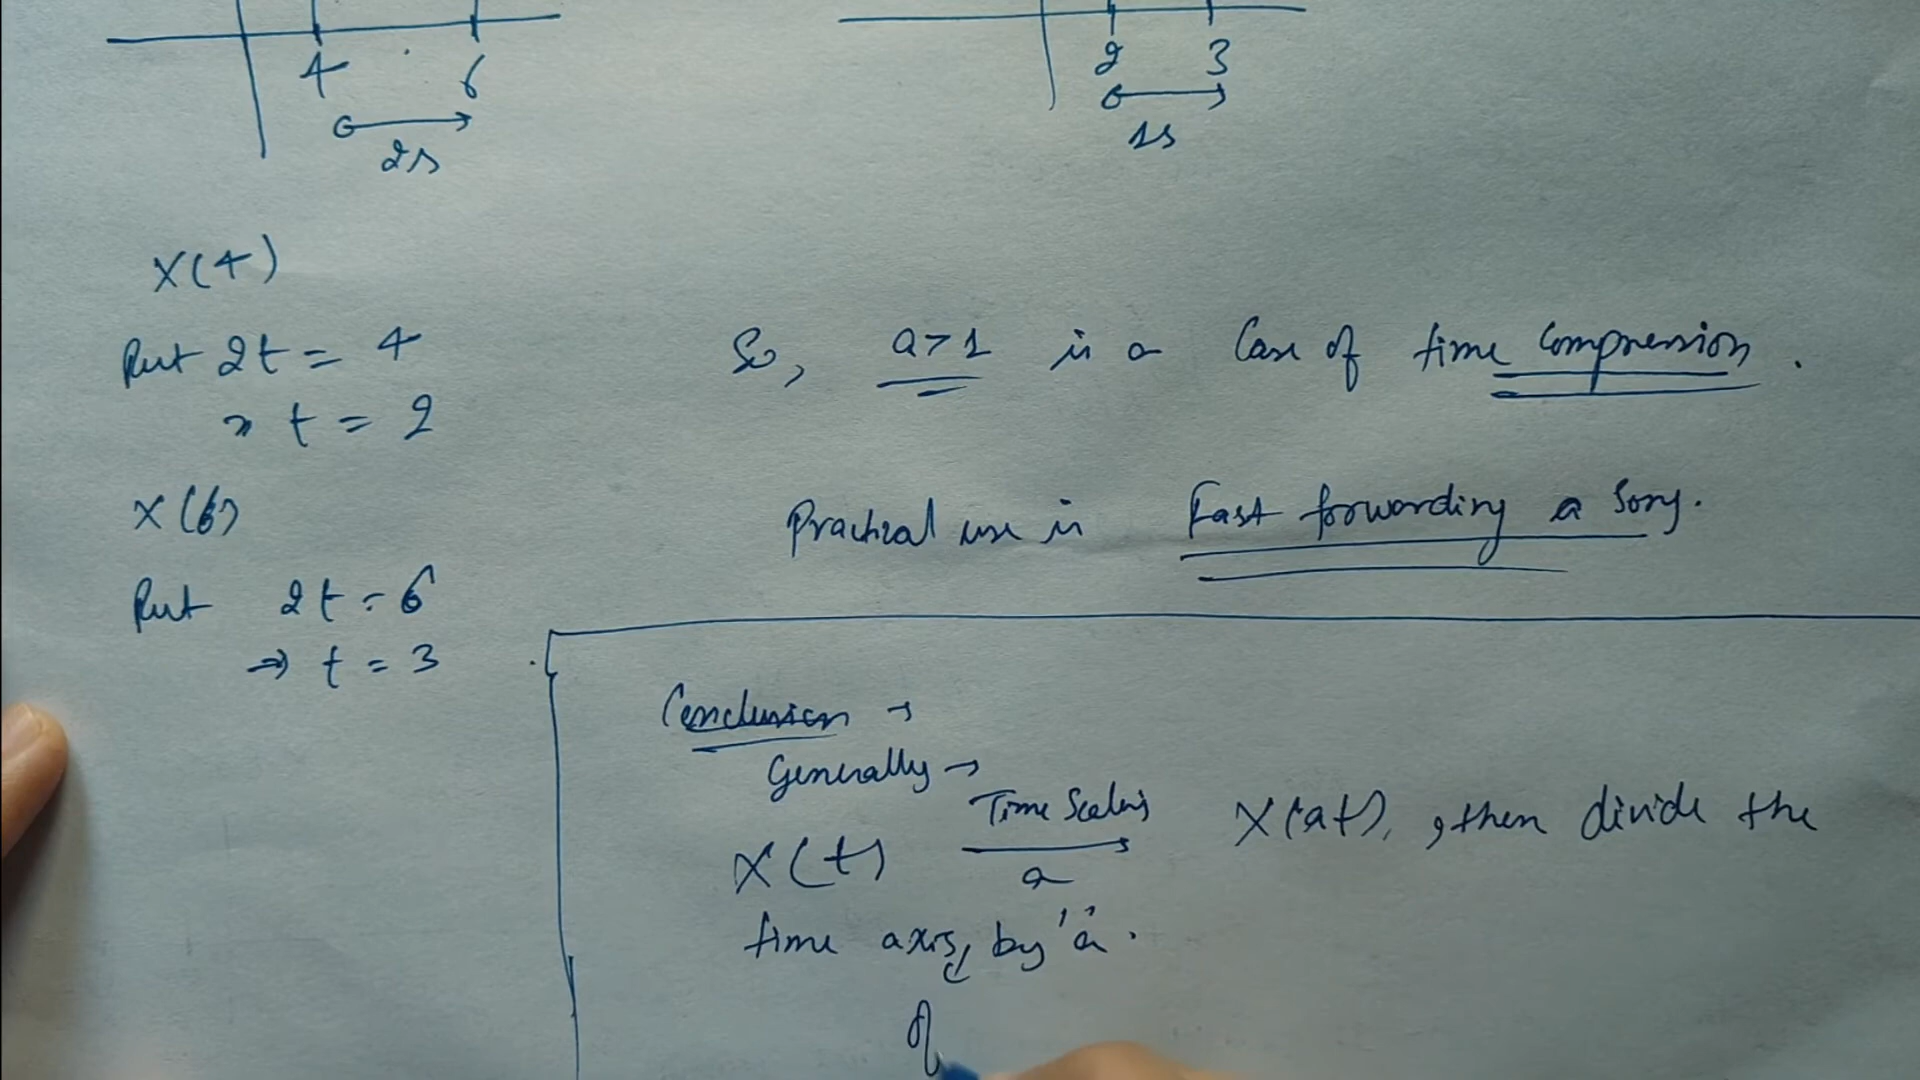 4 6
2s
2 3
1s
X(t)
Put 2t = 4
t = 2
X(6)
Put 2t = 6
⇒ t = 3
So, a>1 is a Case of time Compression.
Practical use is Fast forwarding a Song.
Conclusion →
Generally →
X(t) Time Scaling a X(at), then divide the
time axis, by 'a'.
of